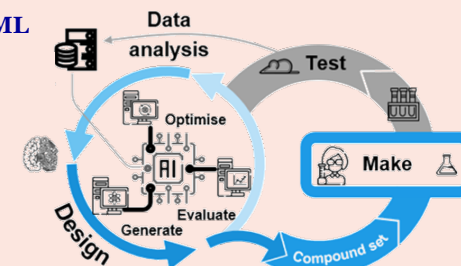 ML
Data
analysis
Test
Optimise
AI
Make
Evaluate
Generate
Design
Compound set